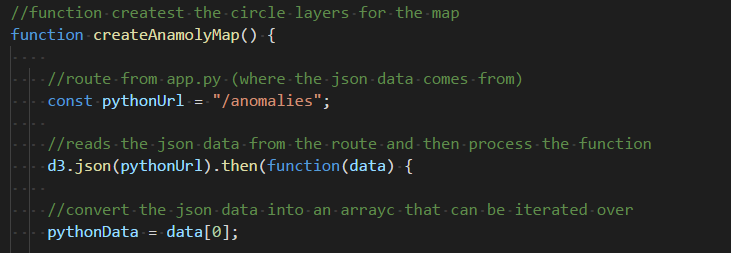 //function createst the circle layers for the map
function createAnamolyMap() {
//route from app.py (where the json data comes from)
const pythonUrl = "/anomalies";
//reads the json data from the route and then process the function
d3.json(pythonUrl).then(function(data) {
//convert the json data into an arrayc that can be iterated over
pythonData = data[0];